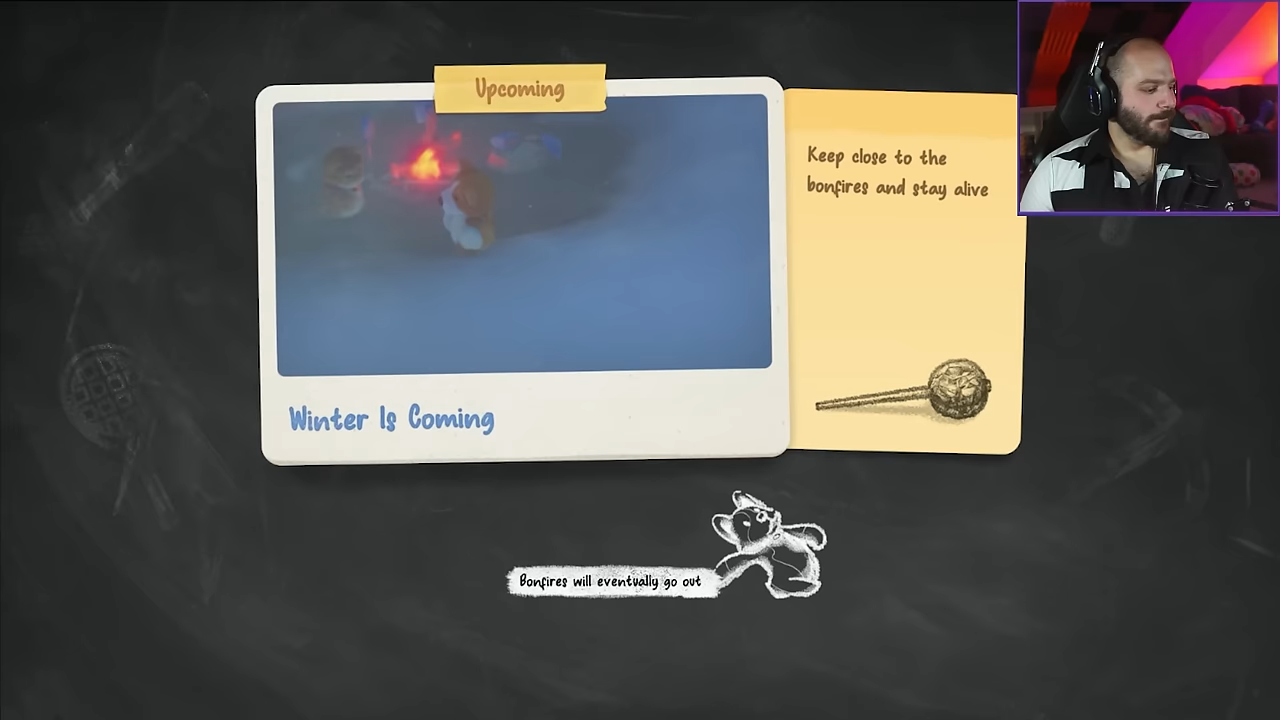 Upcoming
Keep close to the
bonfires and stay alive
Winter Is Coming
Bonfires will eventually go out